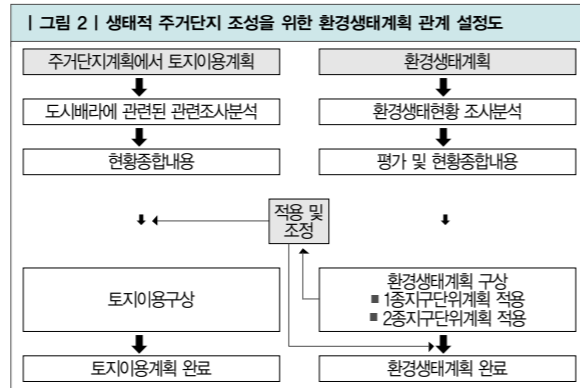 | 그림 2 | 생태적 주거단지 조성을 위한 환경생태계획 관계 설정도
주거단지계획에서 토지이용계획
환경생태계획
도시배라에 관련된 관련조사분석
환경생태현황 조사분석
현황종합내용
평가 및 현황종합내용
적용 및
조정
토지이용구상
환경생태계획 구상
■ 1종지구단위계획 적용
■ 2종지구단위계획 적용
토지이용계획 완료
환경생태계획 완료